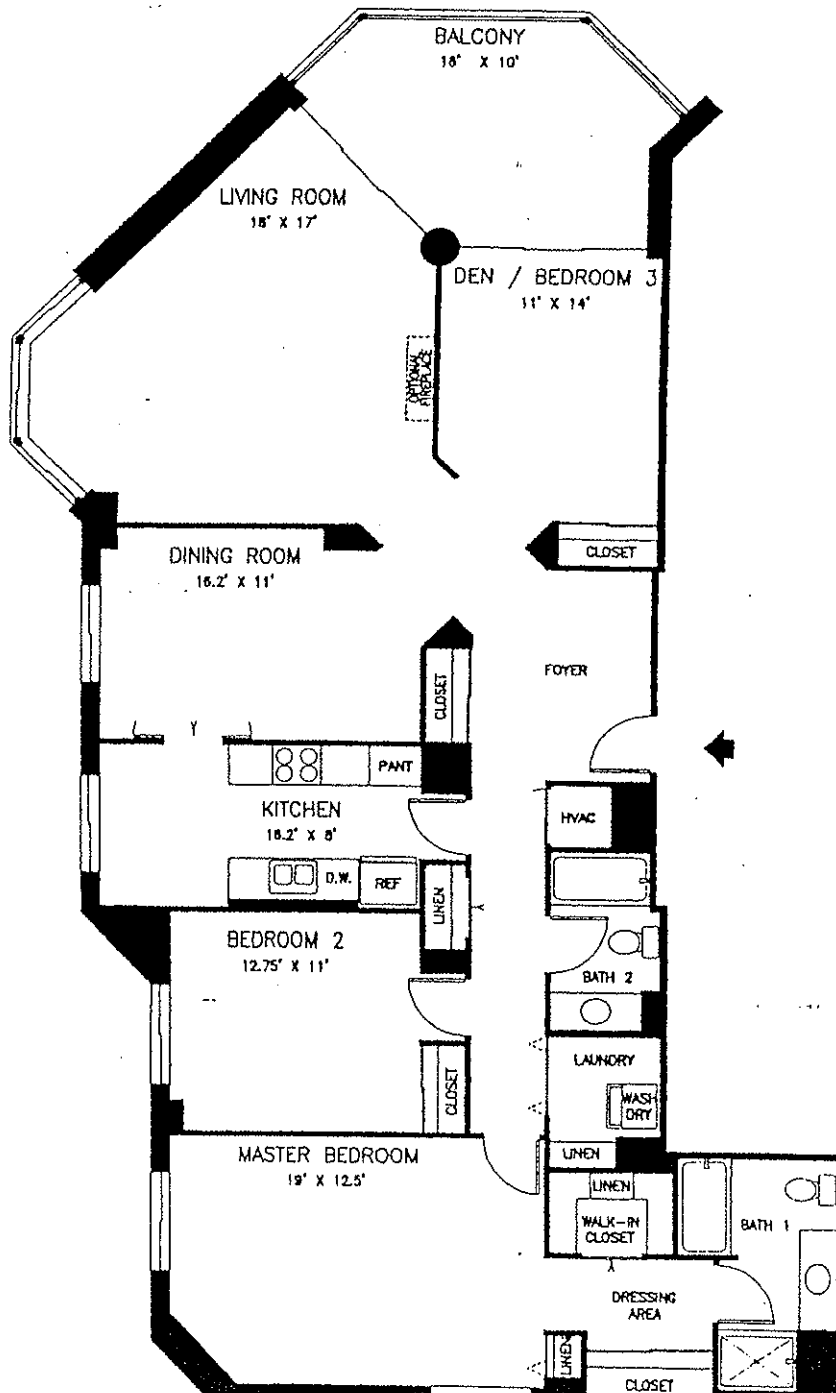 BALCONY
18' X 10'
LIVING ROOM
18' X 17'
DEN / BEDROOM 3
11' X 14'
OPTIONAL
FIREPLACE
DINING ROOM
16.2' X 11'
CLOSET
FOYER
CLOSET
PANT
KITCHEN
16.2' X 8'
HVAC
D.W.
REF
LINEN
BEDROOM 2
12.75' X 11'
BATH 2
CLOSET
LAUNDRY
WASH
DRY
LINEN
MASTER BEDROOM
19' X 12.5'
LINEN
WALK-IN
CLOSET
BATH 1
DRESSING
AREA
LINEN
CLOSET